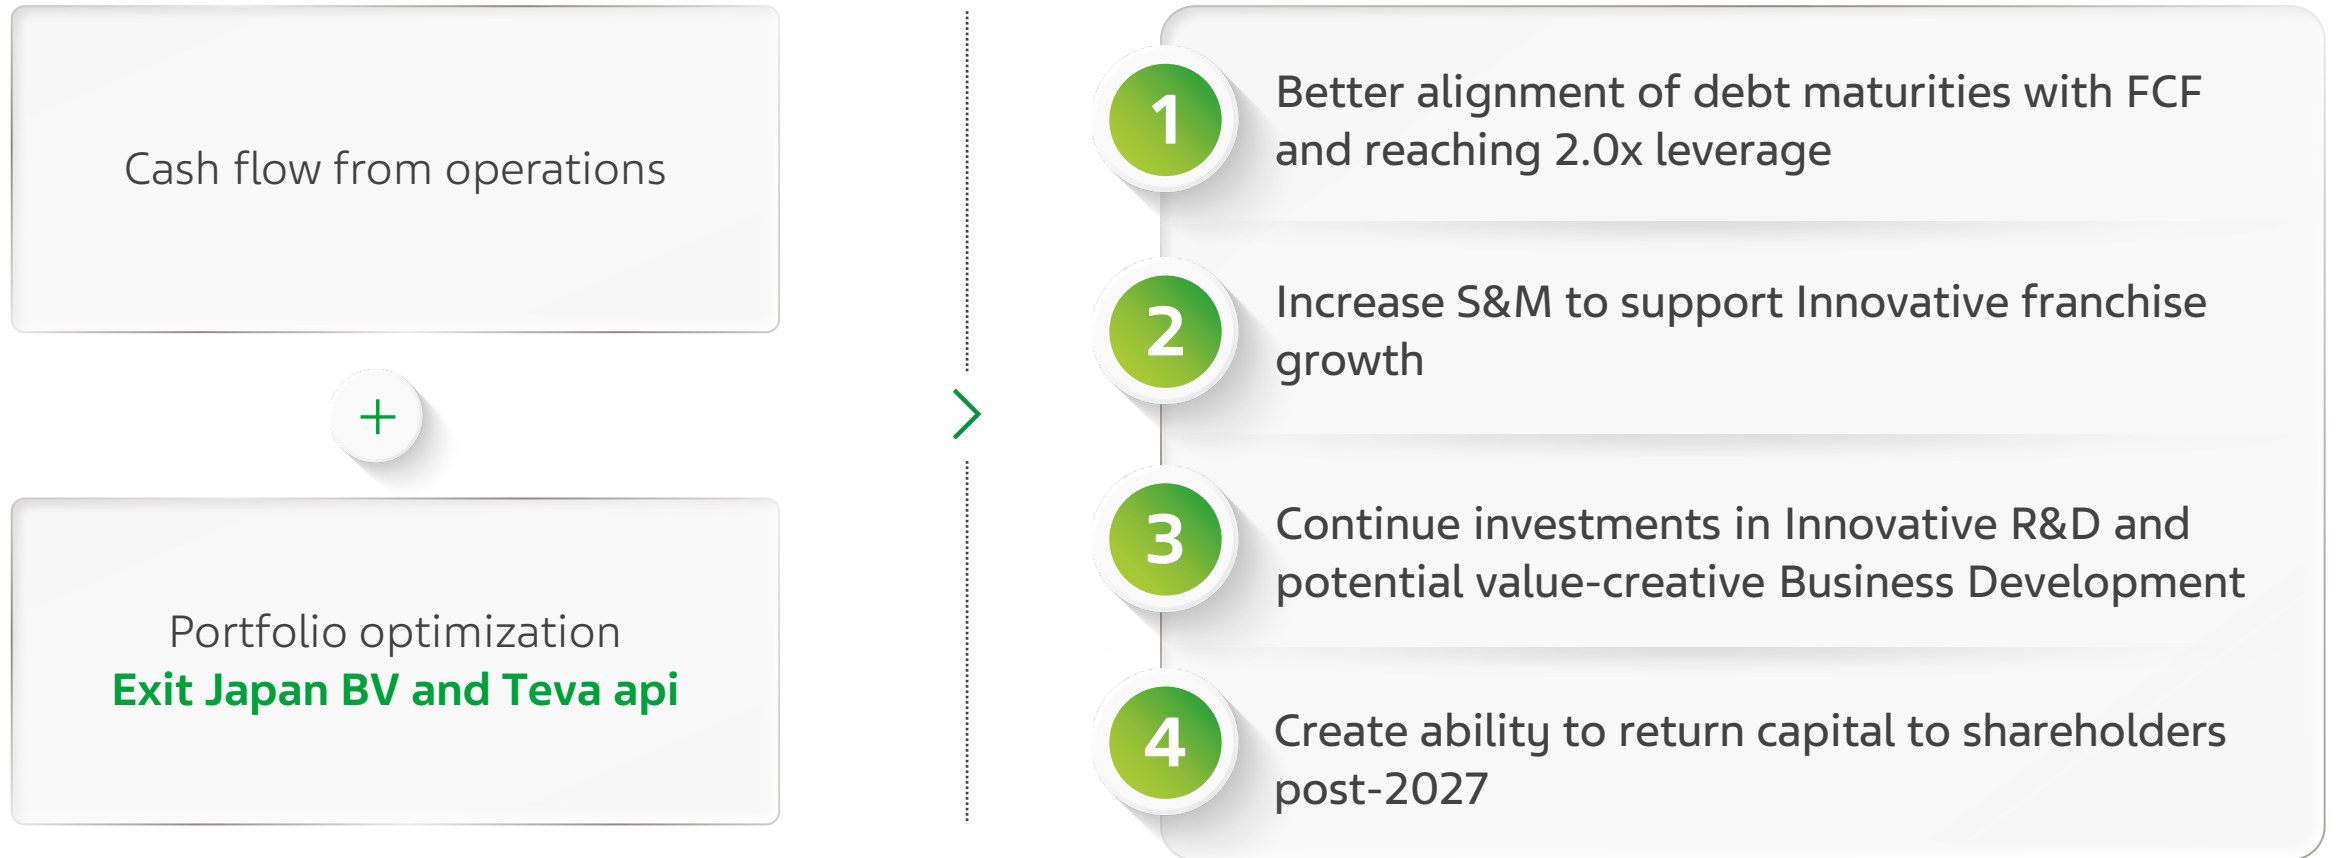 Cash flow from operations
+
Portfolio optimization
Exit Japan BV and Teva api
1
Better alignment of debt maturities with FCF
and reaching 2.0x leverage
2
Increase S&M to support Innovative franchise
growth
3
Continue investments in Innovative R&D and
potential value-creative Business Development
4
Create ability to return capital to shareholders
post-2027